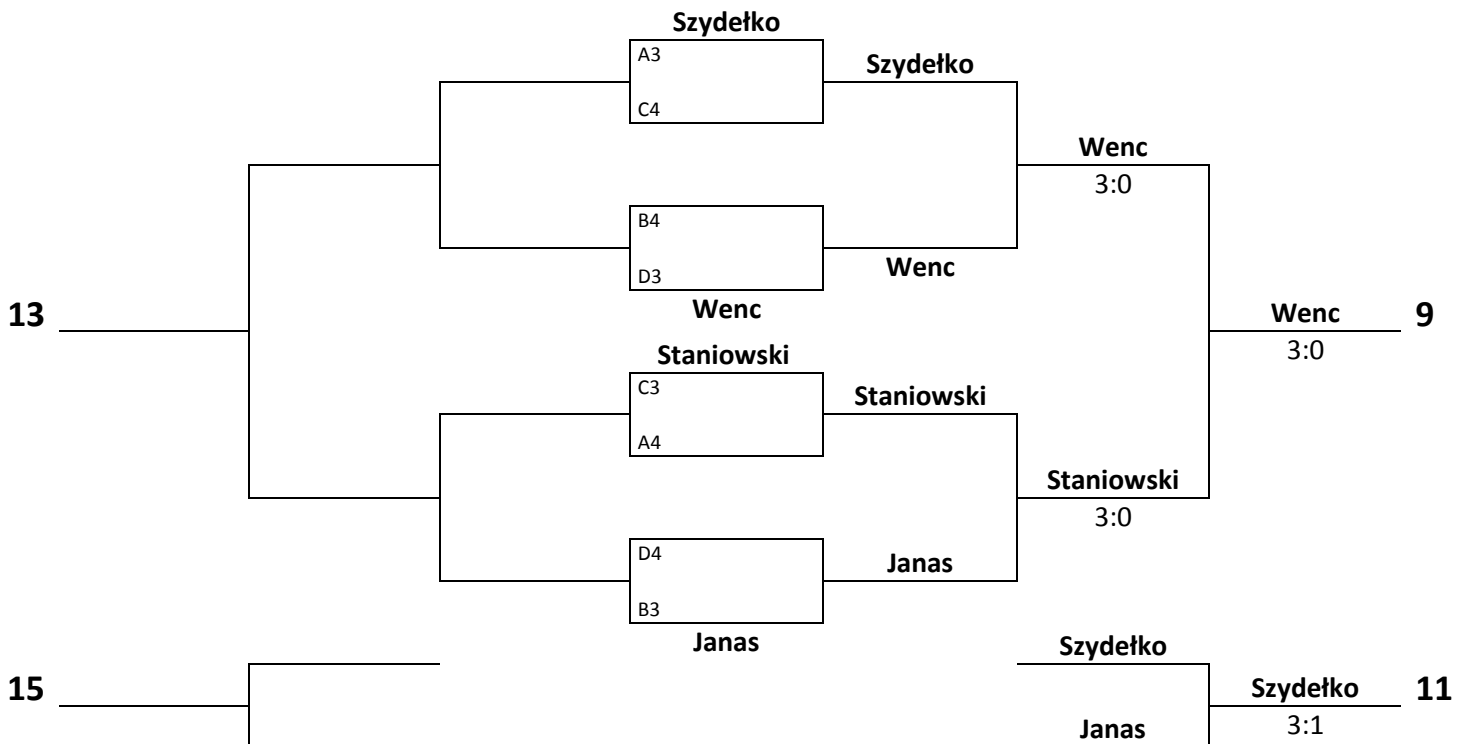 Szydełko
A3
Szydełko
C4
Wenc
3:0
B4
Wenc
D3
Wenc
13
Wenc
9
3:0
Staniowski
C3
Staniowski
A4
Staniowski
3:0
D4
Janas
B3
Janas
Szydełko
15
Szydełko
11
Janas
3:1